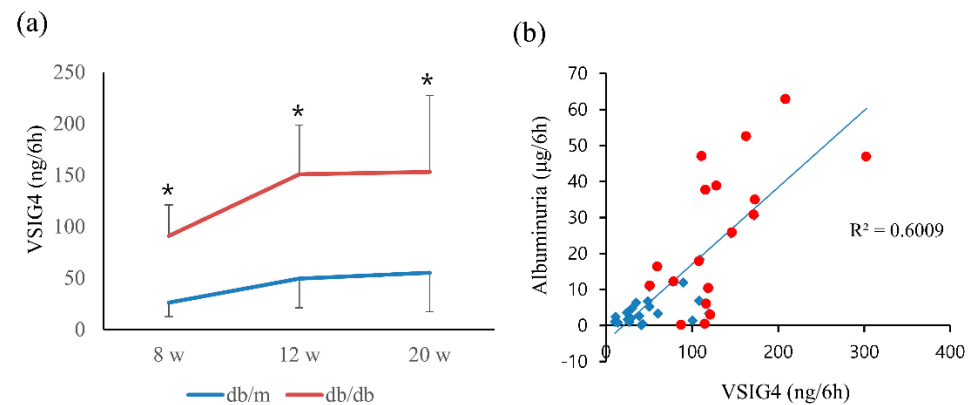 (a)
VSIG4 (ng/6h)
250
200
150
100
50
0
*
*
*
8 w
12 w
20 w
db/m
db/db
(b)
Albuminuria (μg/6h)
70
60
50
40
30
20
10
0
-10
R² = 0.6009
0
100
200
300
400
VSIG4 (ng/6h)